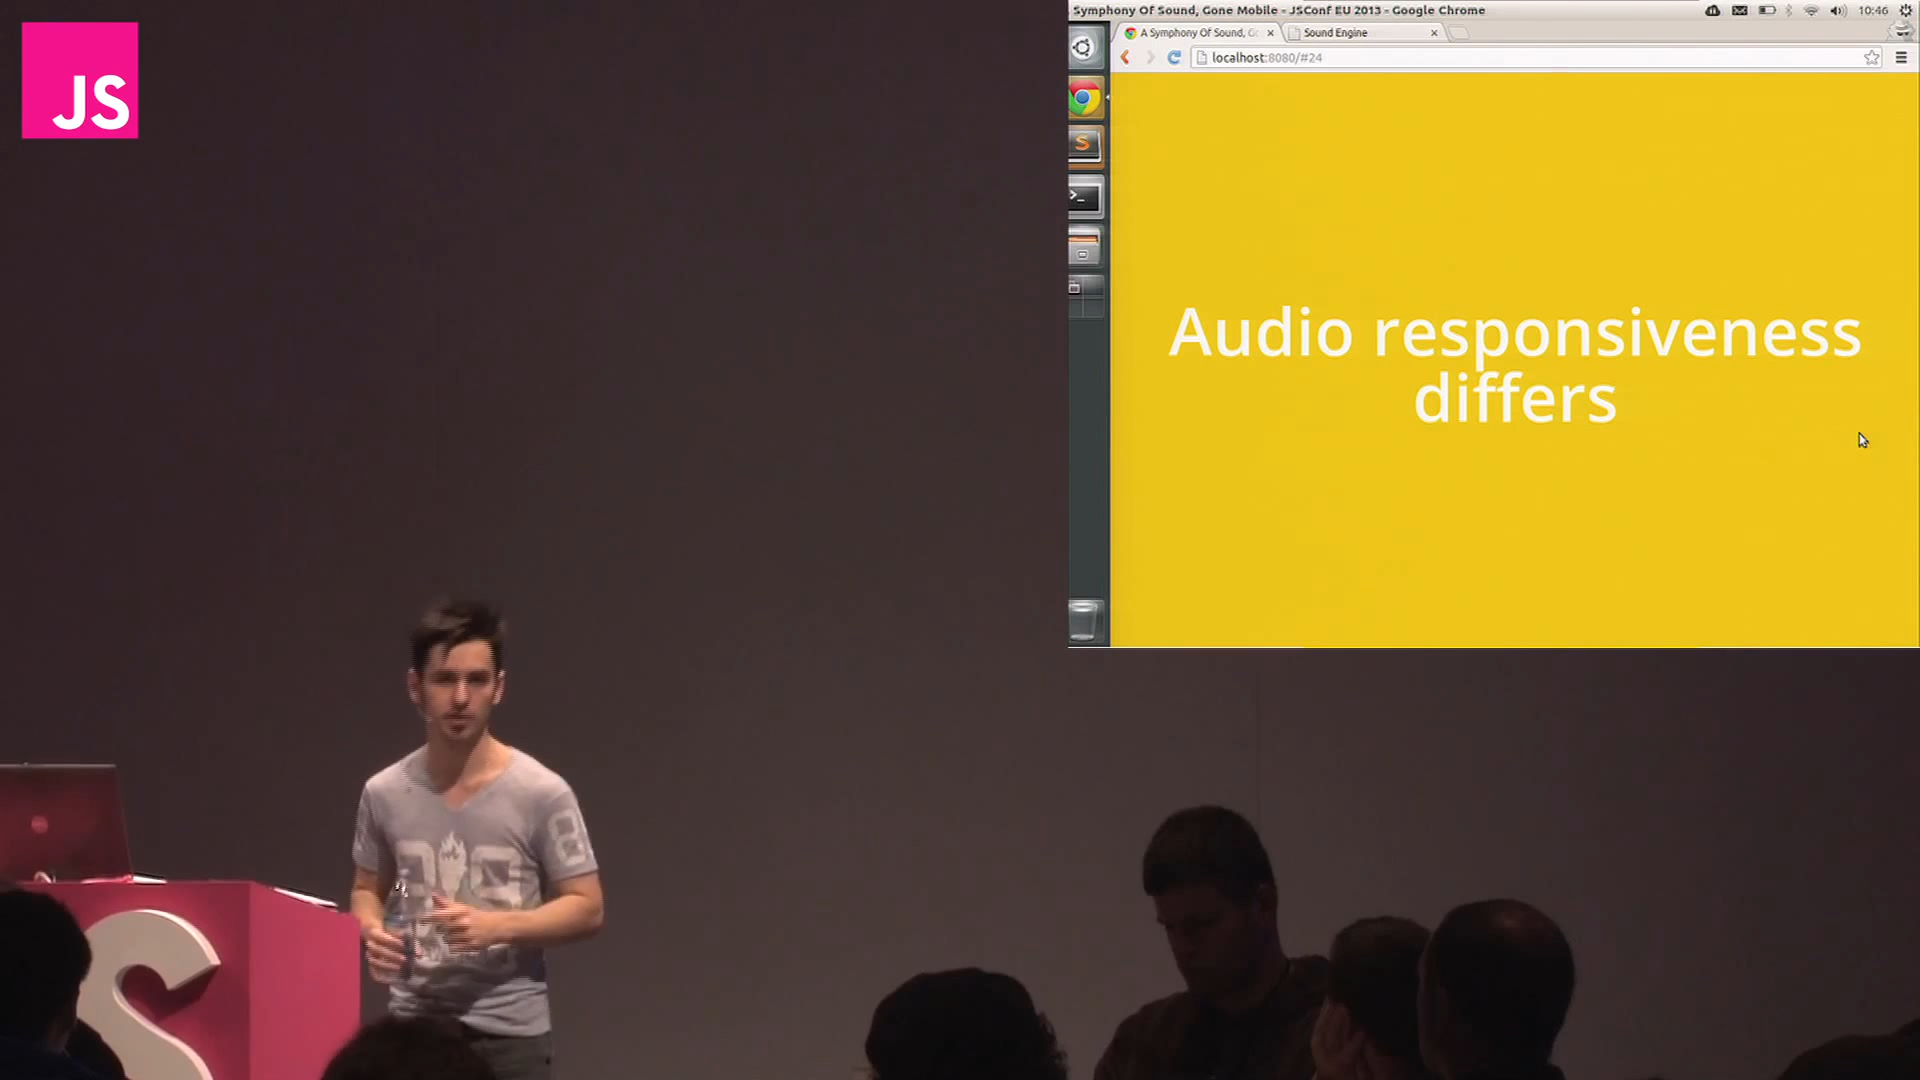 JS
Symphony Of Sound, Gone Mobile - JSConf EU 2013 - Google Chrome
10:46
A Symphony Of Sound, G
Sound Engine
localhost:8080/#24
Audio responsiveness
differs
S
8